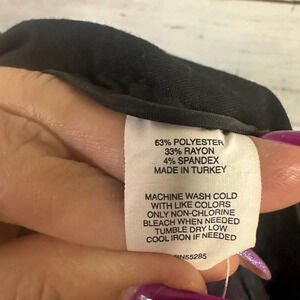 63% POLYESTER
33% RAYON
4% SPANDEX
MADE IN TURKEY
MACHINE WASH COLD
WITH LIKE COLORS
ONLY NON-CHLORINE
BLEACH WHEN NEEDED
TUMBLE DRY LOW
COOL IRON IF NEEDED